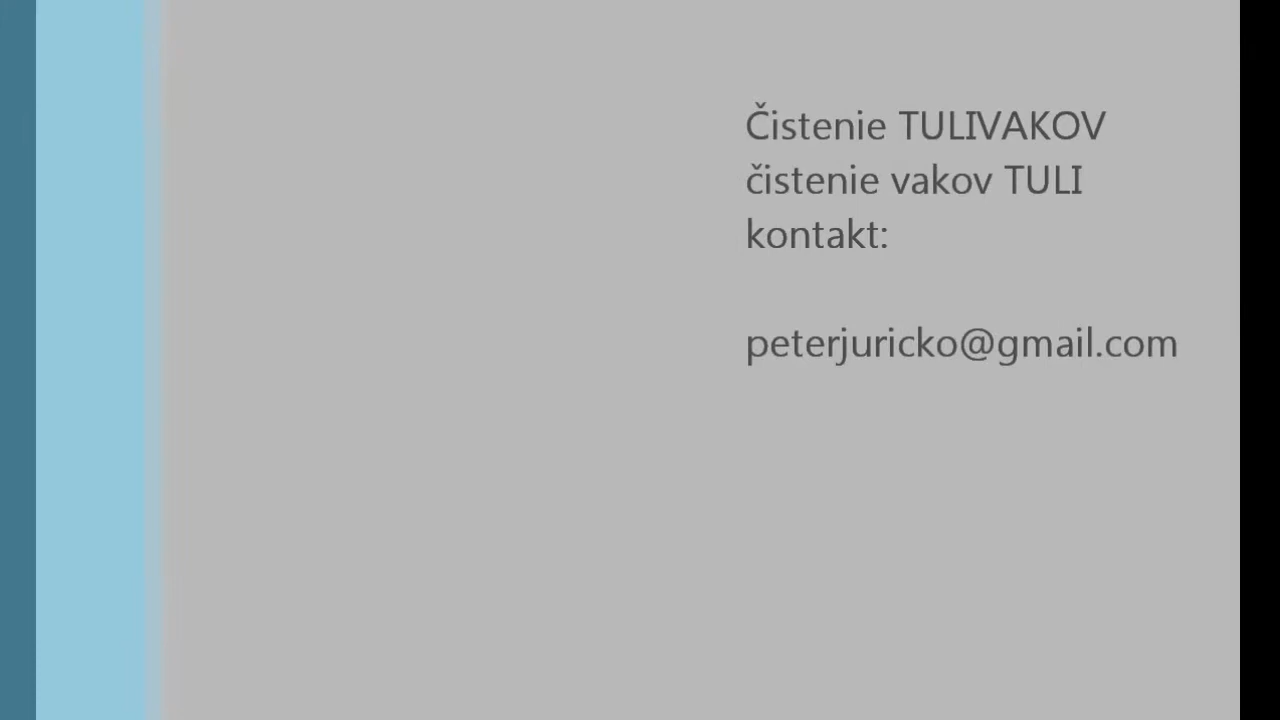 Čistenie TULIVAKOV
čistenie vakov TULI
kontakt:
peterjuricko@gmail.com